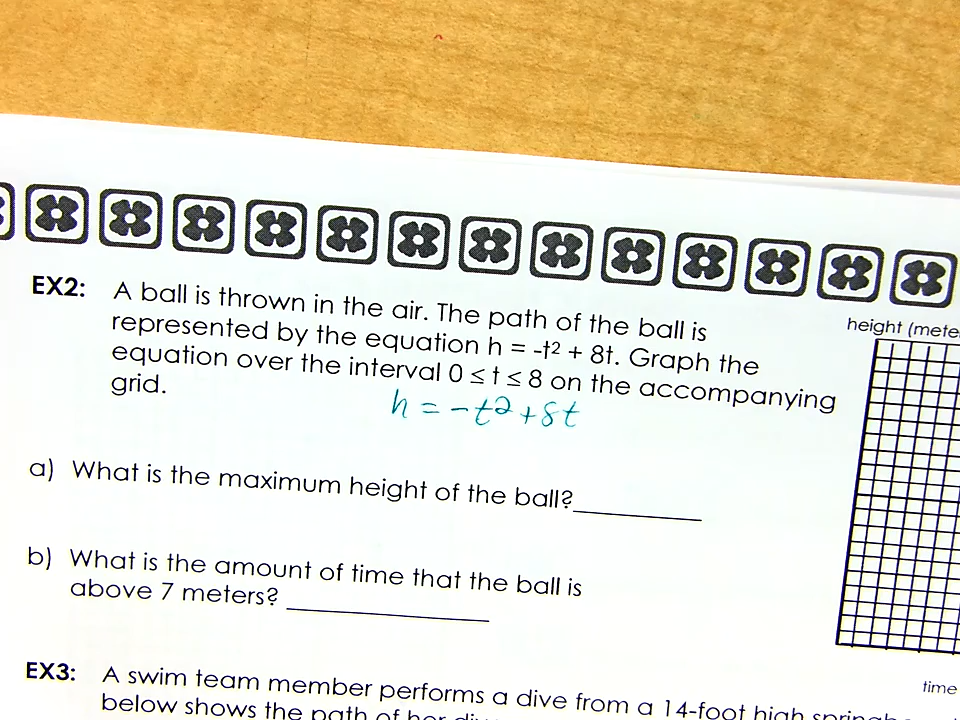 EX2: A ball is thrown in the air. The path of the ball is
represented by the equation h = -t² + 8t. Graph the
equation over the interval 0 ≤ t ≤ 8 on the accompanying
grid.
h = -t² + 8t
height (mete
a) What is the maximum height of the ball?________
b) What is the amount of time that the ball is
above 7 meters? ________
time
EX3: A swim team member performs a dive from a 14-foot high
below shows the path of her